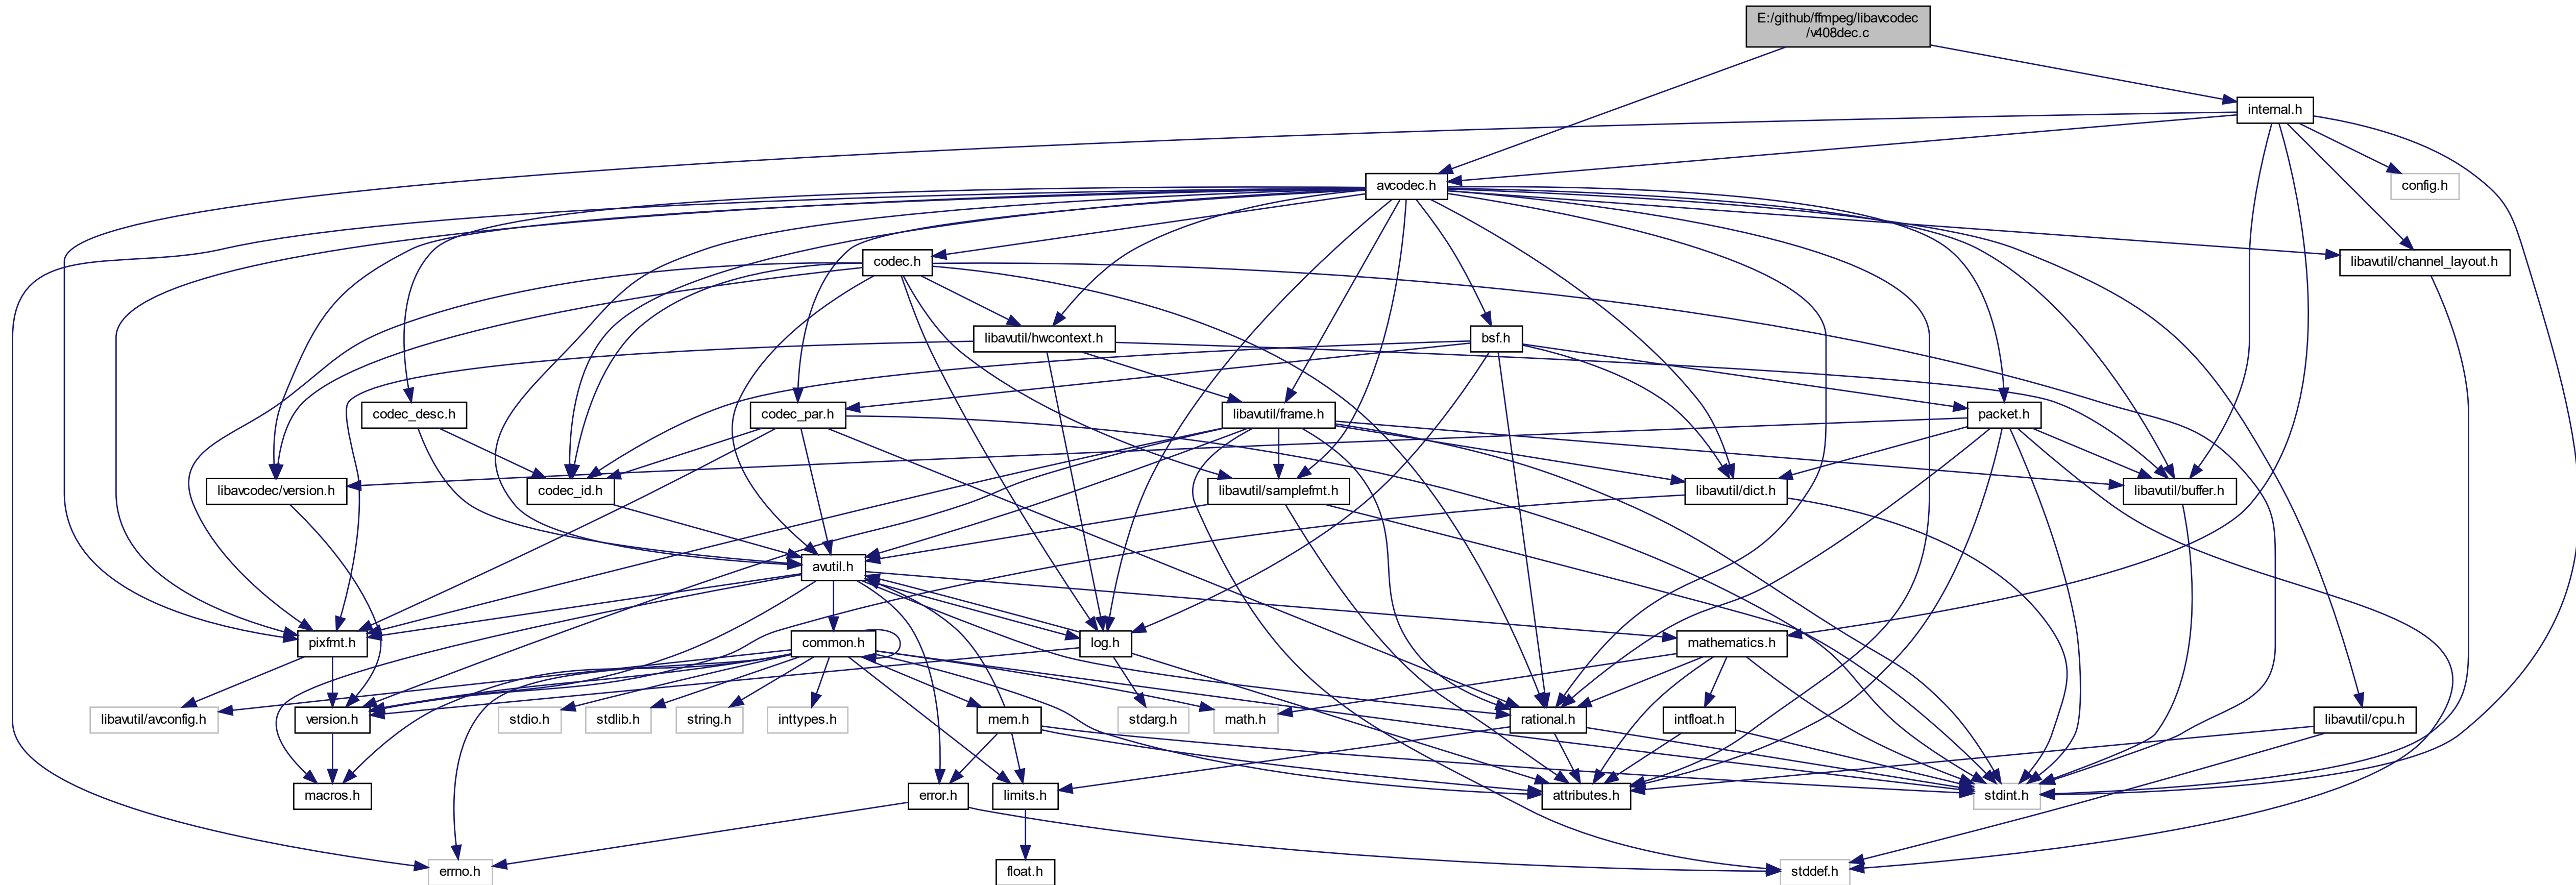 E:/github/ffmpeg/libavcodec
/v408dec.c
internal.h
avcodec.h
config.h
codec.h
libavutil/channel_layout.h
libavutil/hwcontext.h
bsf.h
codec_desc.h
codec_par.h
libavutil/frame.h
packet.h
libavcodec/version.h
codec_id.h
libavutil/samplefmt.h
libavutil/dict.h
libavutil/buffer.h
avutil.h
pixfmt.h
common.h
log.h
mathematics.h
libavutil/avconfig.h
version.h
stdio.h
stdlib.h
string.h
inttypes.h
mem.h
stdarg.h
math.h
rational.h
intfloat.h
libavutil/cpu.h
macros.h
error.h
limits.h
attributes.h
stdint.h
errno.h
float.h
stddef.h